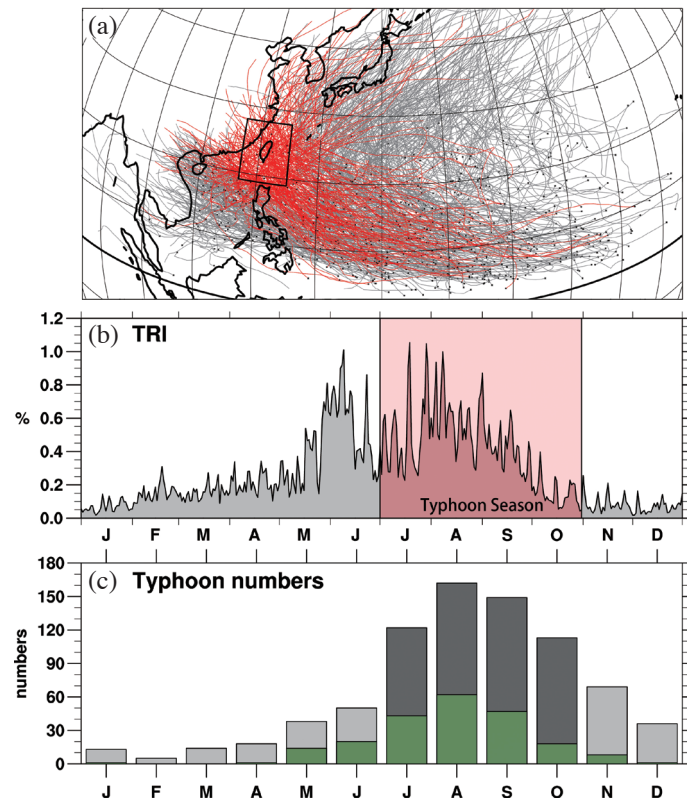 (a)
(b) TRI
1.2
1.0
0.8
%
0.6
0.4
0.2
0.0
Typhoon Season
J F M A M J J A S O N D
(c) Typhoon numbers
180
150
120
numbers
90
60
30
0
J F M A M J J A S O N D